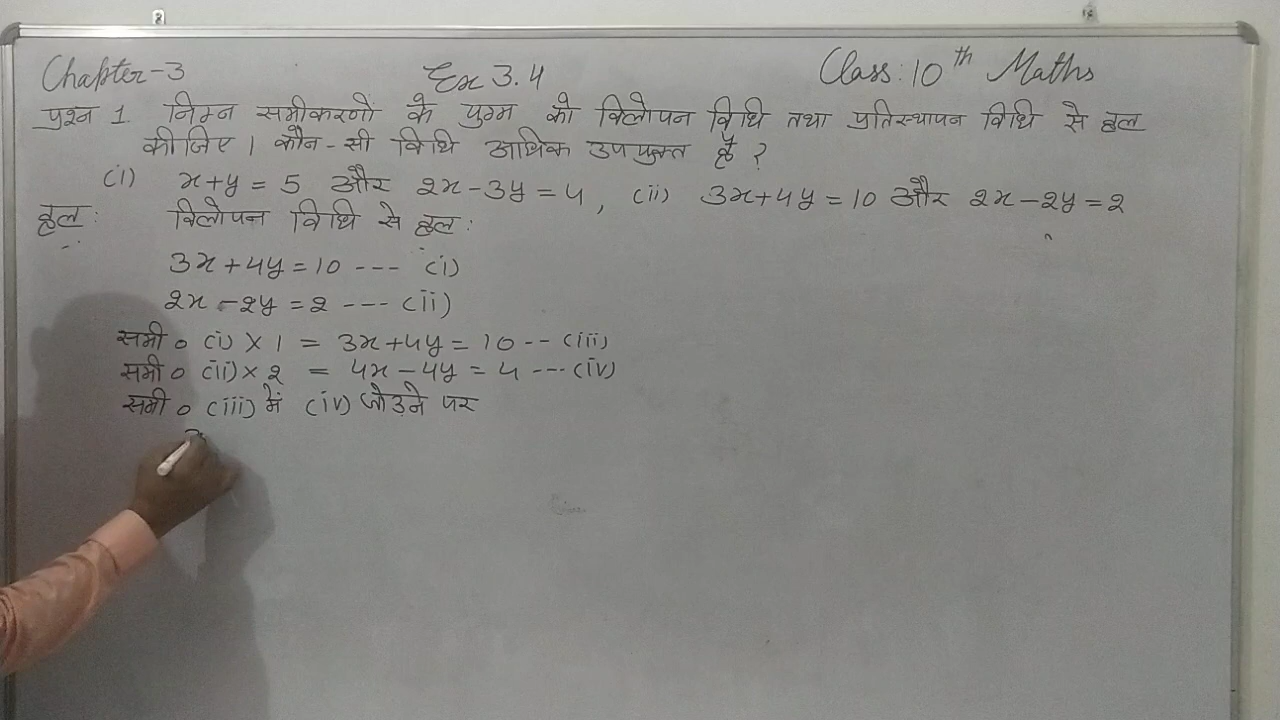 Chapter-3 Ex 3.4 Class: 10th Maths
प्रश्न 1. निम्न समीकरणो के युग्म को विलोपन विधि तथा प्रतिस्थापन विधि से हल
कीजिए । कौन-सी विधि अधिक उपयुक्त है ?
(i) x+y = 5 और 2x-3y = 4, (ii) 3x+4y = 10 और 2x-2y = 2
हल: विलोपन विधि से हल:
3x+4y = 10 --- (i)
2x-2y = 2 --- (ii)
समी० (i) × 1 = 3x+4y = 10 -- (iii)
समी० (ii) × 2 = 4x-4y = 4 --- (iv)
समी० (iii) में (iv) जोड़ने पर